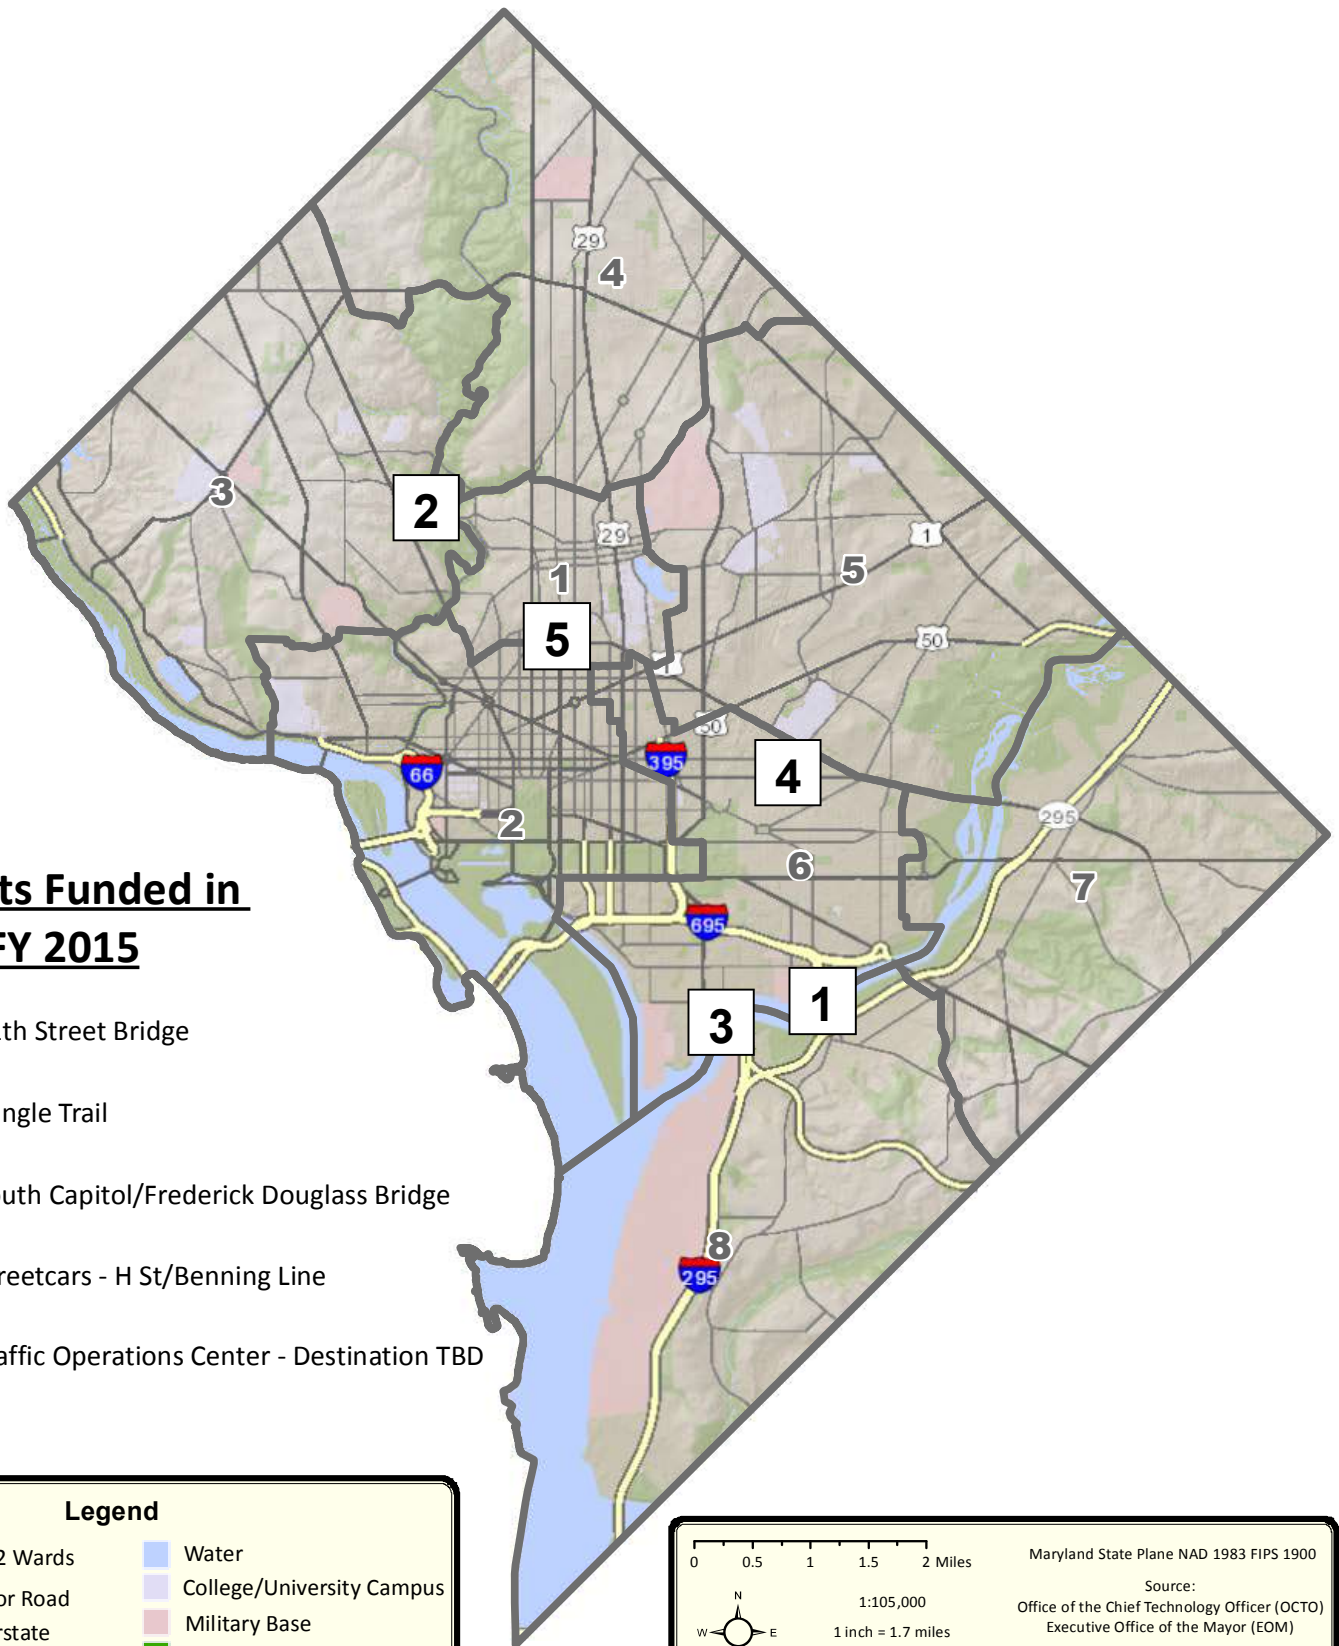 29
4
3
2
29
1
1
5
5
50
1
50
395
4
66
2
295
6
7
ts Funded in
FY 2015
695
1
3
th Street Bridge
ngle Trail
outh Capitol/Frederick Douglass Bridge
8
295
reetcars - H St/Benning Line
affic Operations Center - Destination TBD
Legend
2 Wards
or Road
rstate
Water
College/University Campus
Military Base
0 0.5 1 1.5 2 Miles
N
W E
1:105,000
1 inch = 1.7 miles
Maryland State Plane NAD 1983 FIPS 1900
Source:
Office of the Chief Technology Officer (OCTO)
Executive Office of the Mayor (EOM)